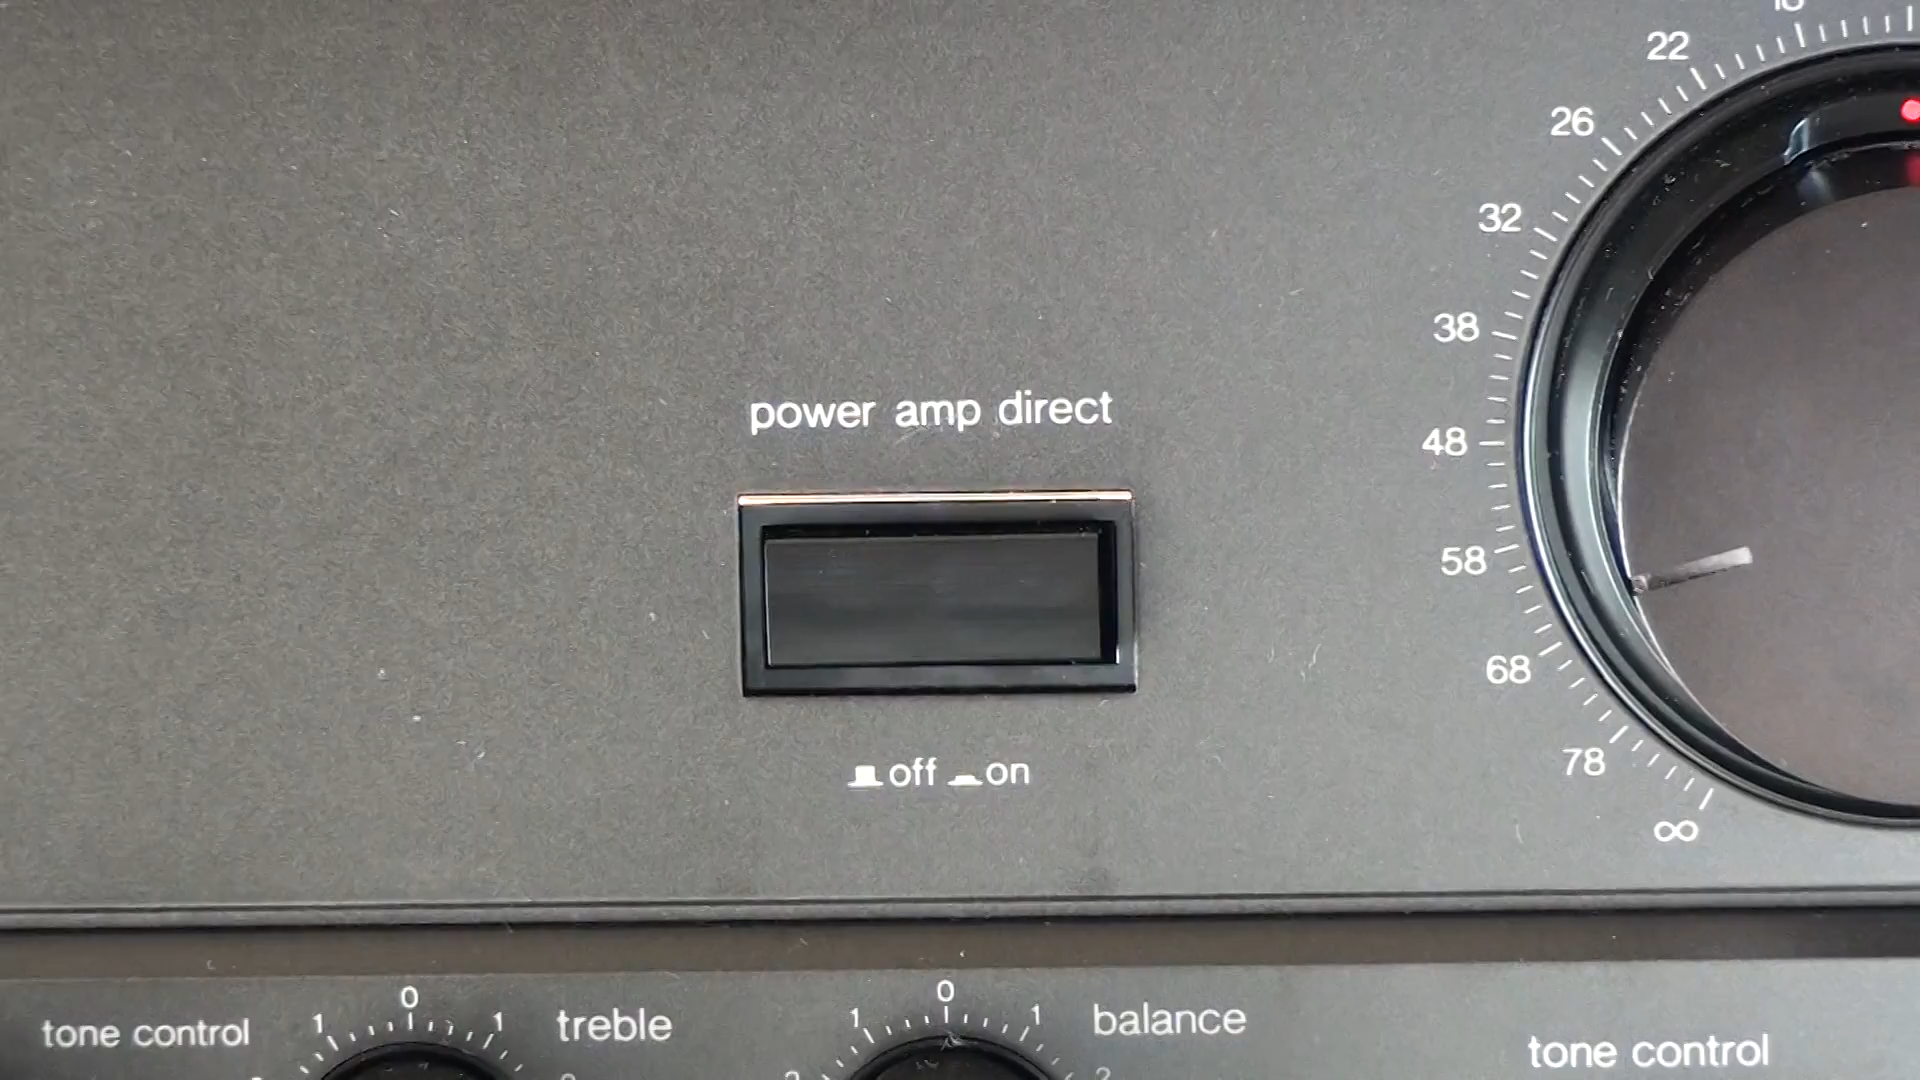 22
26
32
38
power amp direct
48
58
68
off on
78
∞
0 0
tone control 1 1 treble 1 1 balance
tone control